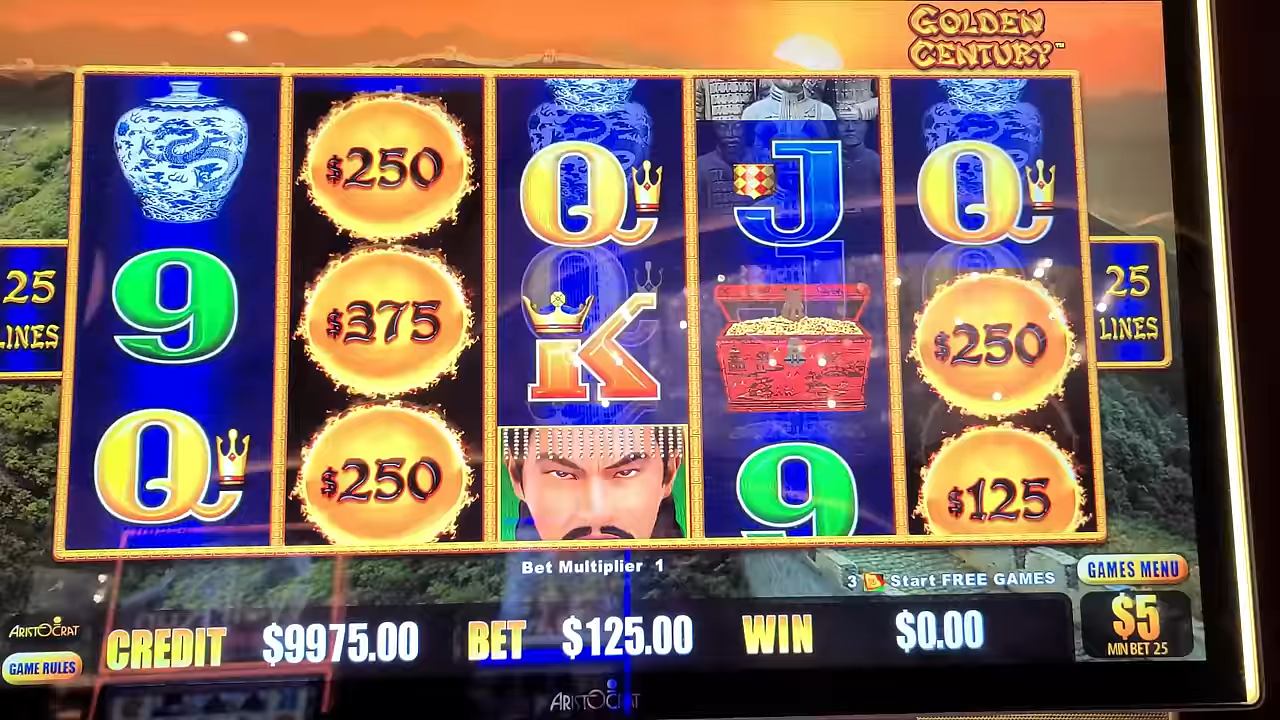 GOLDEN
CENTURY™
25
LINES
$250
Q
J
Q
25
LINES
9
$375
K
$250
Q
$250
9
$125
Bet Multiplier 1
3 Start FREE GAMES
GAMES MENU
ARISTOCRAT
GAME RULES
CREDIT $9975.00
BET $125.00
WIN $0.00
$5
MIN BET 25
ARISTOCRAT